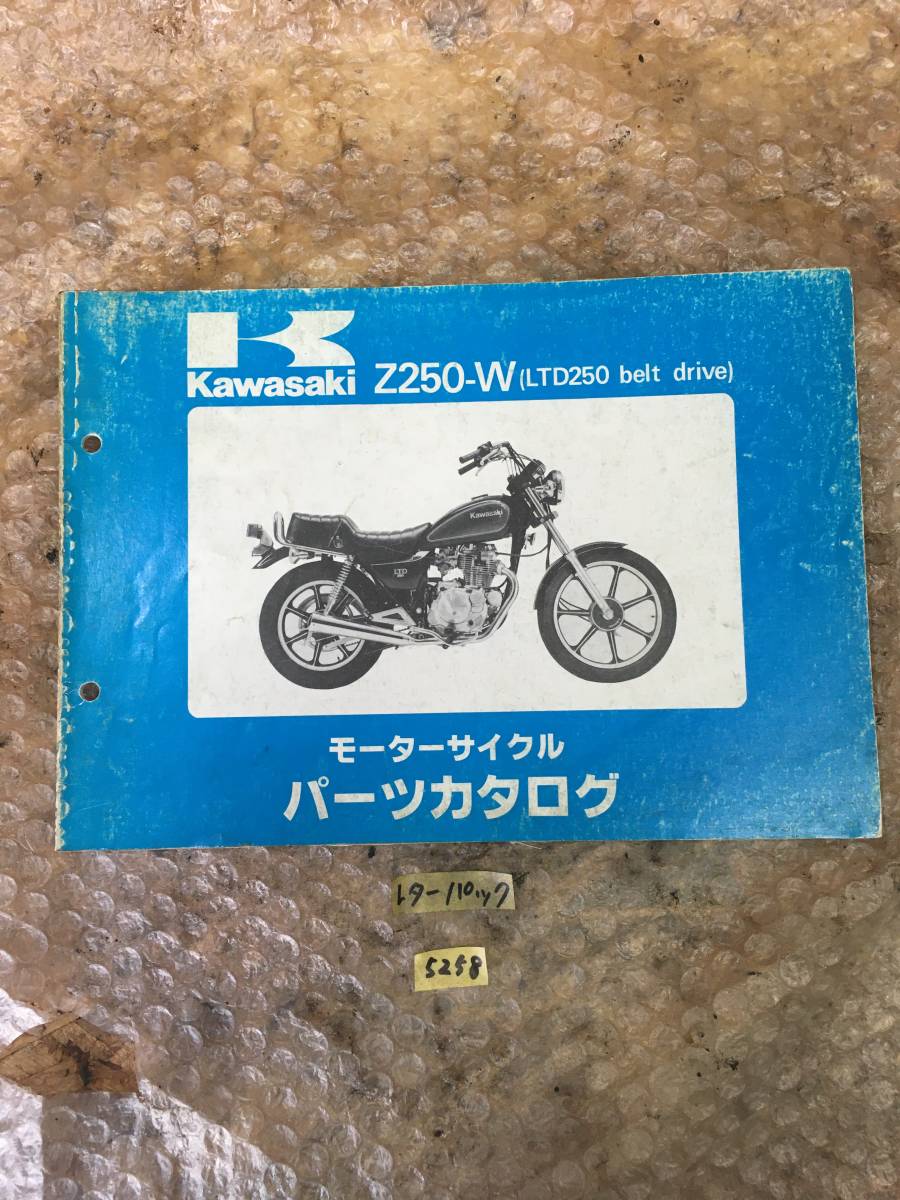 Kawasaki Z250-W (LTD250 belt drive)
Kawasaki
LTD
モーターサイクル
パーツカタログ
レターパック
5258